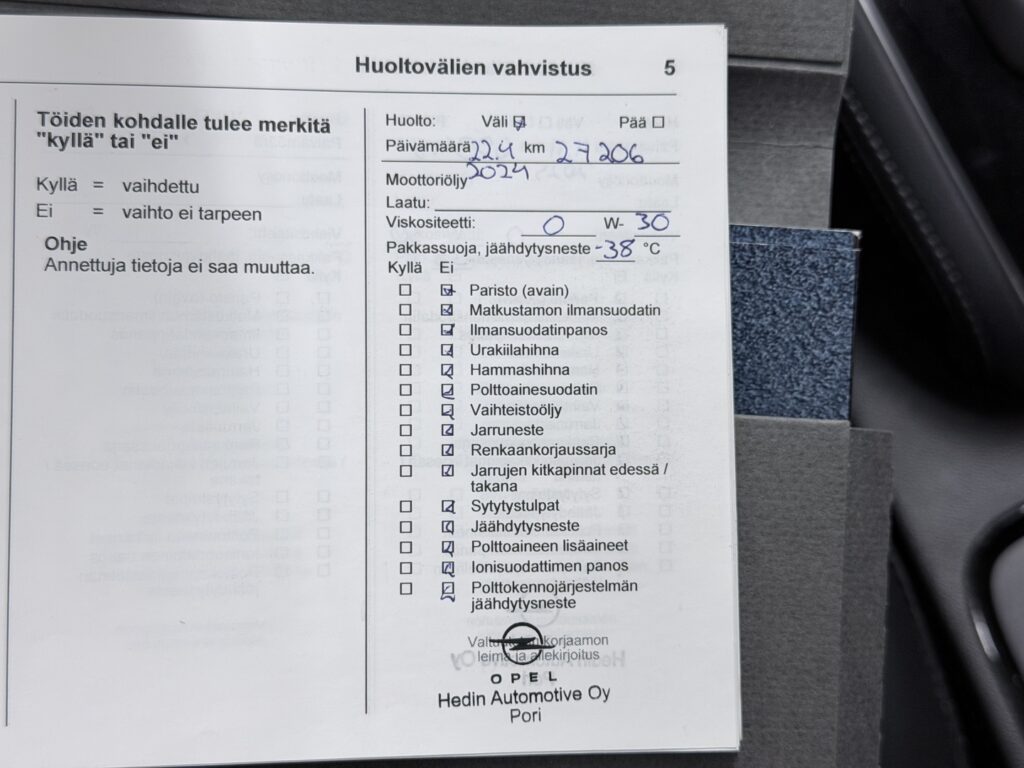 Huoltovälien vahvistus 5
Töiden kohdalle tulee merkitä
"kyllä" tai "ei"
Kyllä = vaihdettu
Ei = vaihto ei tarpeen
Ohje
Annettuja tietoja ei saa muuttaa.
Huolto: Väli Pää
Päivämäärä 22.4 km 27206
2024
Moottoriöljy
Laatu:
Viskositeetti: 0 W- 30
Pakkassuoja, jäähdytysneste -38 °C
Kyllä Ei
Paristo (avain)
Matkustamon ilmansuodatin
Ilmansuodatinpanos
Urakiilahihna
Hammashihna
Polttoainesuodatin
Vaihteistoöljy
Jarruneste
Renkaankorjaussarja
Jarrujen kitkapinnat edessä /
takana
Sytytystulpat
Jäähdytysneste
Polttoaineen lisäaineet
Ionisuodattimen panos
Polttokennojärjestelmän
jäähdytysneste
korjaamon
leima ja allekirjoitus
OPEL
Hedin Automotive Oy
Pori